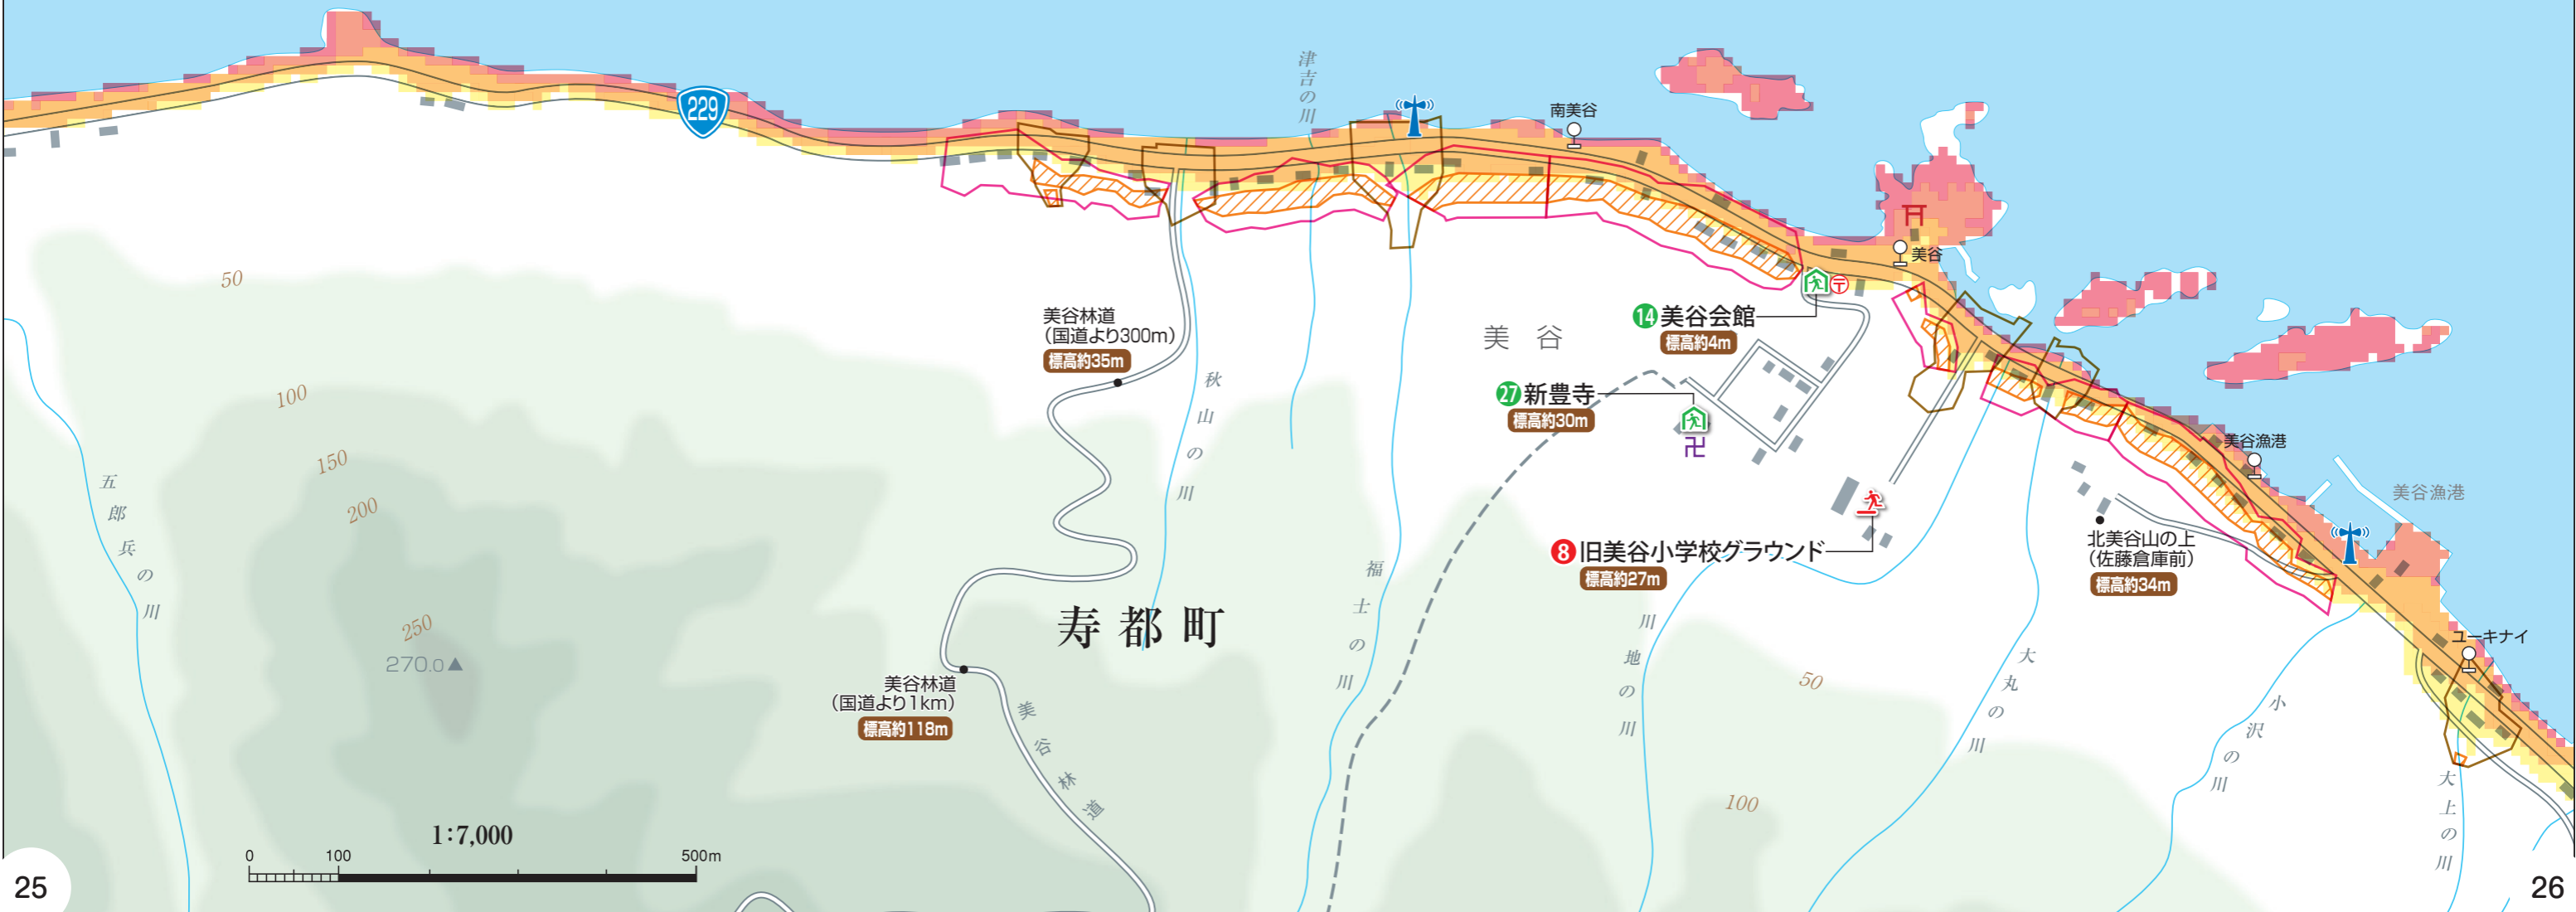 229
津吉の川
南美谷
美谷
50
美谷林道
（国道より300m）
標高約35m
14 美谷会館
標高約4m
美谷
27 新豊寺
標高約30m
秋山の川
100
150
200
五郎兵の川
250
270.0
美谷漁港
美谷漁港
8 旧美谷小学校グラウンド
標高約27m
北美谷山の上
（佐藤倉庫前）
標高約34m
福士の川
寿都町
川地の川
大丸の川
ユーキナイ
小沢の川
50
美谷林道
（国道より1km）
標高約118m
美谷林道
大上の川
100
1：7,000
0 100 500m
25
26